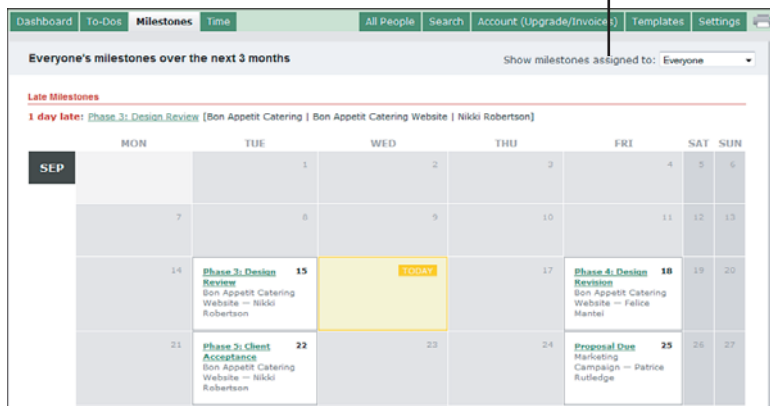 Dashboard To-Dos Milestones Time All People Search Account (Upgrade/Invoices) Templates Settings
Everyone's milestones over the next 3 months Show milestones assigned to: Everyone
Late Milestones
1 day late: Phase 3: Design Review [Bon Appetit Catering | Bon Appetit Catering Website | Nikki Robertson]
MON TUE WED THU FRI SAT SUN
SEP 1 2 3 4 5 6
7 8 9 10 11 12 13
14 Phase 3: Design 15 TODAY 17 Phase 4: Design 18 19 20
Review Revision
Bon Appetit Catering Bon Appetit Catering
Website — Nikki Website — Felice
Robertson Mantei
21 Phase 5: Client 22 23 24 Proposal Due 25 26 27
Acceptance Marketing
Bon Appetit Catering Campaign — Patrice
Website — Nikki Rutledge
Robertson